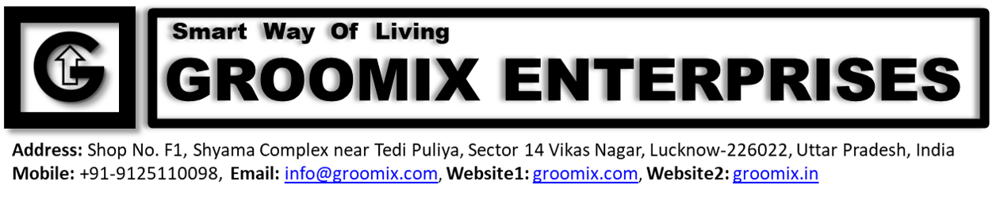 G
Smart Way Of Living
GROOMIX ENTERPRISES
Address: Shop No. F1, Shyama Complex near Tedi Puliya, Sector 14 Vikas Nagar, Lucknow-226022, Uttar Pradesh, India
Mobile: +91-9125110098, Email: info@groomix.com, Website1: groomix.com, Website2: groomix.in